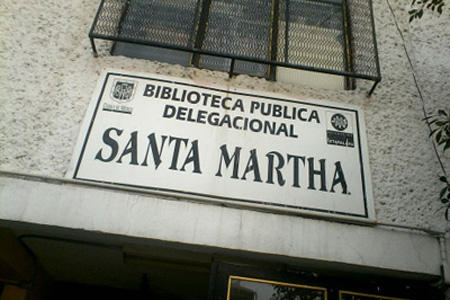 BIBLIOTECA PUBLICA
DELEGACIONAL
SANTA MARTHA